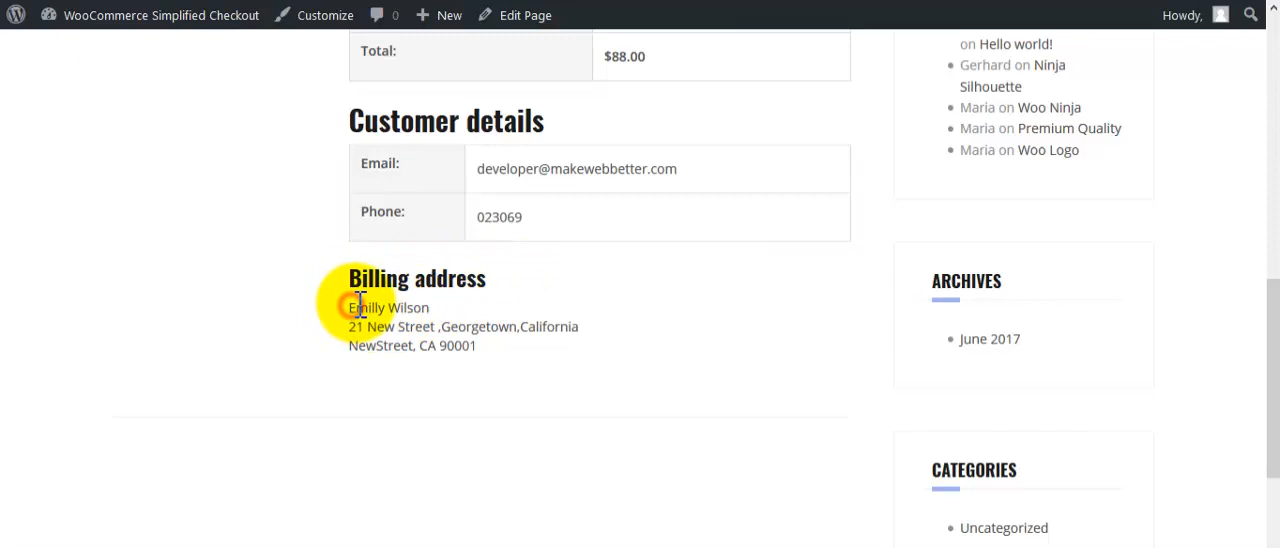 WooCommerce Simplified Checkout Customize 0 New Edit Page Howdy,
Total: $88.00
Customer details
Email: developer@makewebbetter.com
Phone: 023069
Billing address
Emilly Wilson
21 New Street ,Georgetown,California
NewStreet, CA 90001
on Hello world!
Gerhard on Ninja
Silhouette
Maria on Woo Ninja
Maria on Premium Quality
Maria on Woo Logo
ARCHIVES
June 2017
CATEGORIES
Uncategorized